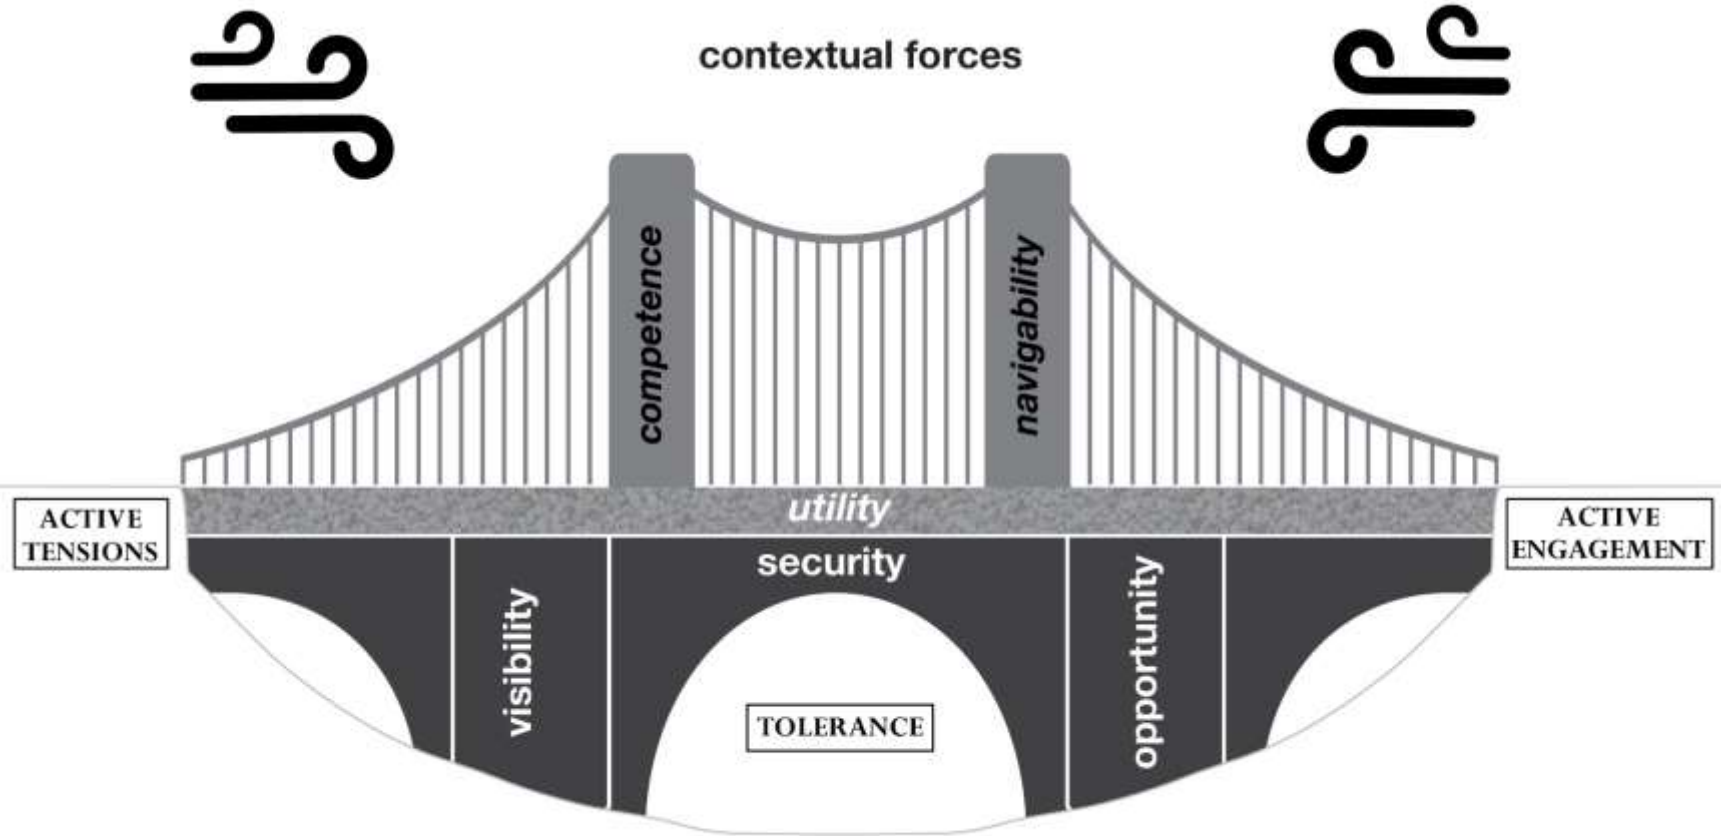 contextual forces
competence
navigability
utility
ACTIVE
TENSIONS
ACTIVE
ENGAGEMENT
security
visibility
opportunity
TOLERANCE